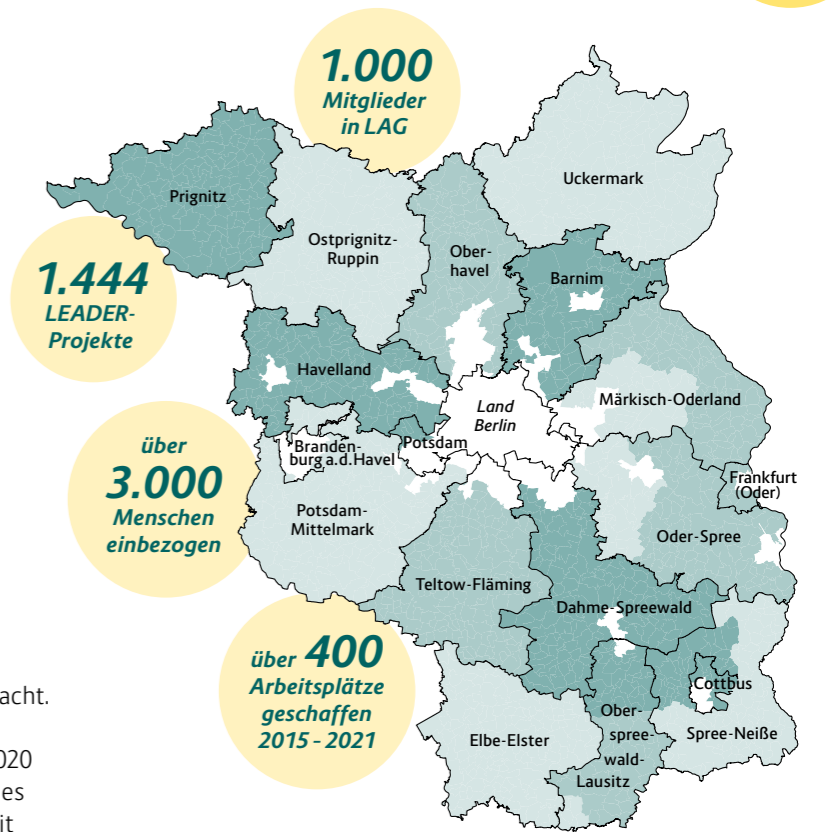 1.000
Mitglieder
in LAG
Uckermark
Prignitz
Ostprignitz-
Ruppin
Ober-
havel
Barnim
1.444
LEADER-
Projekte
Havelland
Märkisch-Oderland
Land
Berlin
Branden-
burg a.d.Havel
Potsdam
über
3.000
Menschen
einbezogen
Frankfurt
(Oder)
Potsdam-
Mittelmark
Oder-Spree
Teltow-Fläming
Dahme-Spreewald
über 400
Arbeitsplätze
geschaffen
2015 - 2021
Cottbus
Elbe-Elster
Ober-
spree-
wald-
Lausitz
Spree-Neiße
acht.
020
es
it